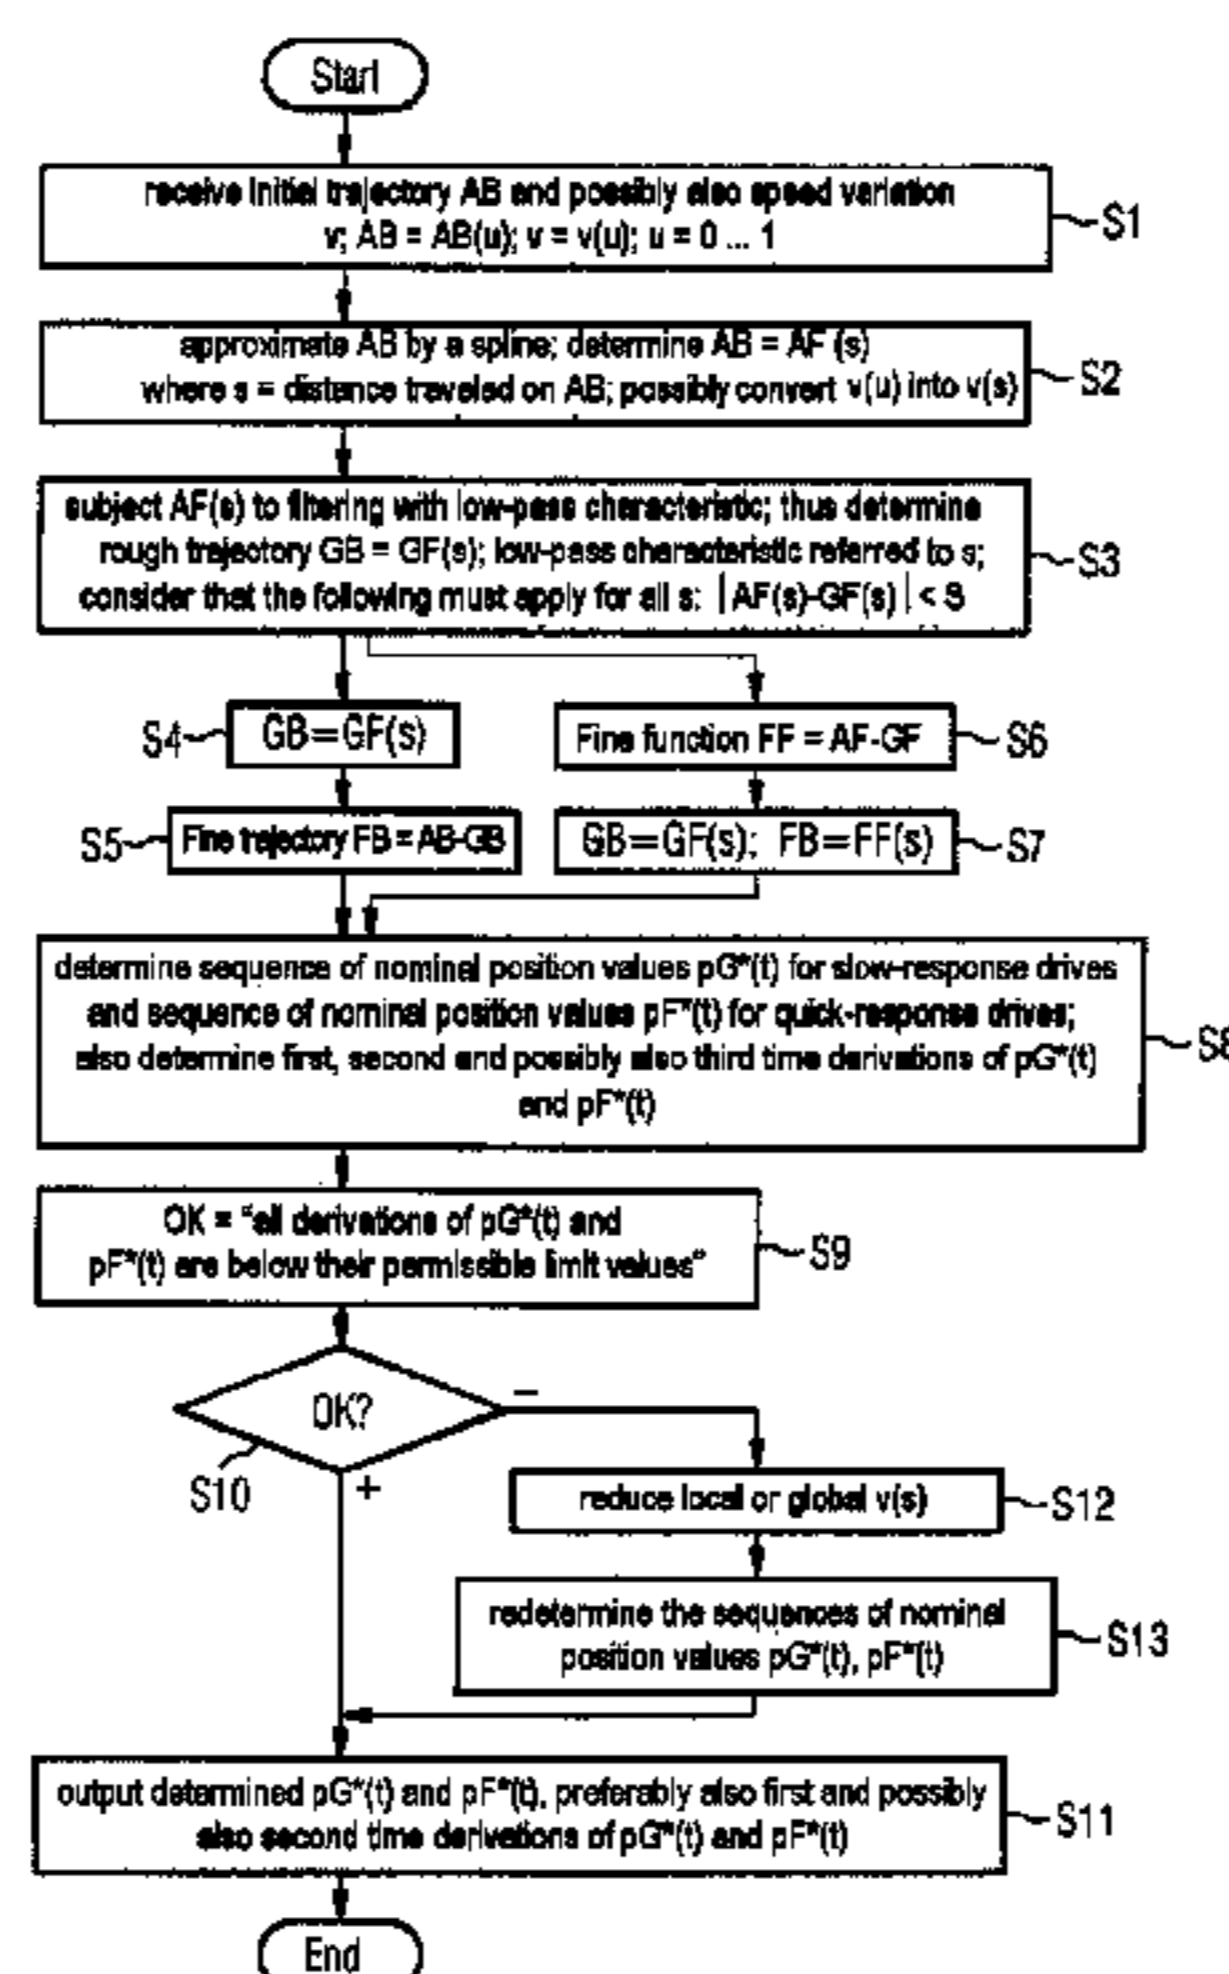 Start
receive initial trajectory AB and possibly also speed variation
v; AB = AB(u); v = v(u); u = 0 ... 1
S1
approximate AB by a spline; determine AB = AF (s)
where s = distance traveled on AB; possibly convert v(u) into v(s)
S2
subject AF(s) to filtering with low-pass characteristic; thus determine
rough trajectory GB = GF(s); low-pass characteristic referred to s;
consider that the following must apply for all s: |AF(s)-GF(s)| < S
S3
S4
GB=GF(s)
Fine function FF = AF-GF
S6
S5
Fine trajectory FB = AB-GB
GB=GF(s); FB=FF(s)
S7
determine sequence of nominal position values pG*(t) for slow-response drives
and sequence of nominal position values pF*(t) for quick-response drives;
also determine first, second and possibly also third time derivations of pG*(t)
and pF*(t)
S8
OK = "all derivations of pG*(t) and
pF*(t) are below their permissible limit values"
S9
OK?
−
S10
+
reduce local or global v(s)
S12
redetermine the sequences of nominal
position values pG*(t), pF*(t)
S13
output determined pG*(t) and pF*(t), preferably also first and possibly
also second time derivations of pG*(t) and pF*(t)
S11
End